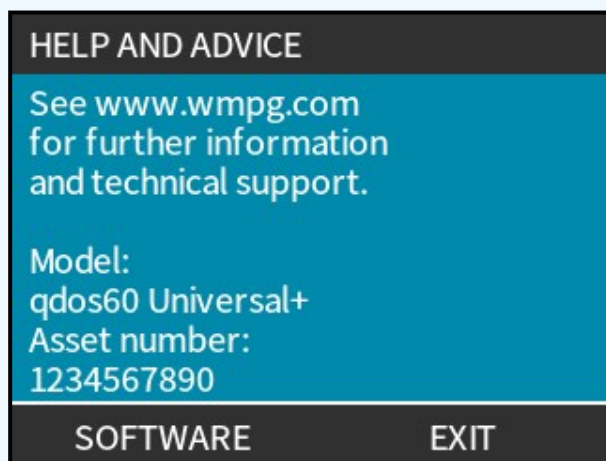 HELP AND ADVICE
See www.wmpg.com
for further information
and technical support.
Model:
qdos60 Universal+
Asset number:
1234567890
SOFTWARE EXIT